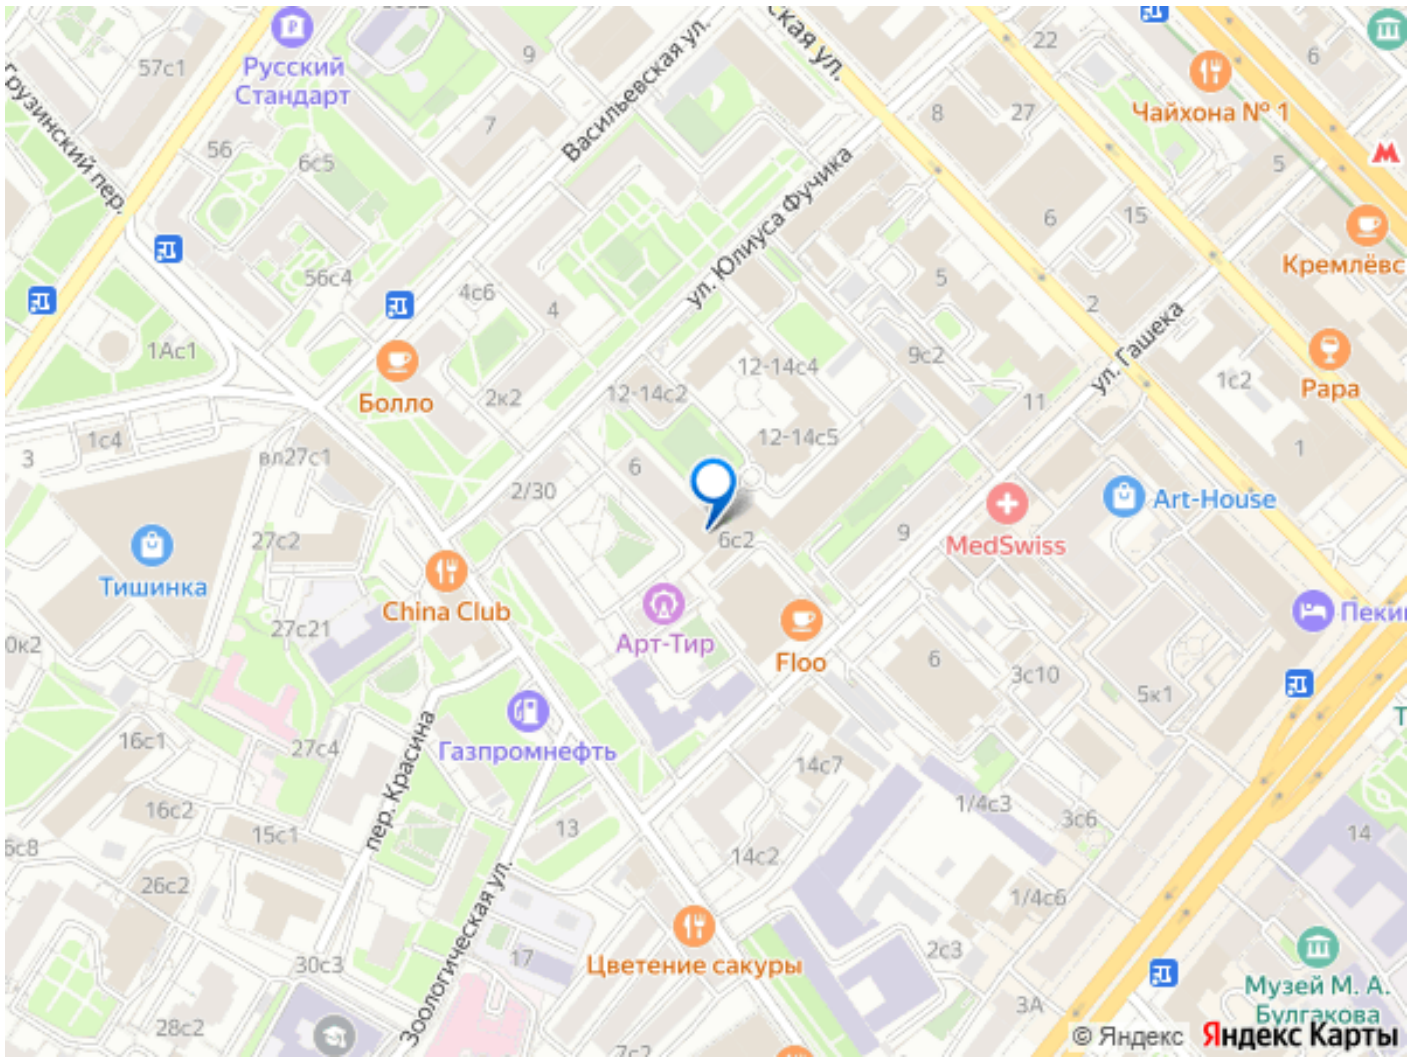 57с1
Русский
Стандарт
9
Васильевская ул.
ская ул.
22
6
Чайхона № 1
Грузинский пер.
7
8
27
56
6с5
5
ул. Юлиуса Фучика
6
15
56с4
4с6
4
5
2
Кремлёвс
1Ас1
ул. Гашека
9с2
12-14с4
1с2
Папа
Болло
2к2
12-14с2
11
1с4
3
вл27с1
12-14с5
1
6
2/30
Art-House
9
MedSwiss
27с2
6с2
Тишинка
China Club
Пеки
27с21
0к2
Арт-Тир
Floo
6
3с10
5к1
16с1
27с4
пер. Красина
Газпромнефть
14с7
16с2
15с1
1/4с3
3с6
14
6с8
13
14с2
26с2
1/4с6
Зоологическая ул.
17
30с3
Цветение сакуры
2с3
Музей М. А.
Булгакова
3А
28с2
7с2
© Яндекс Яндекс Карты